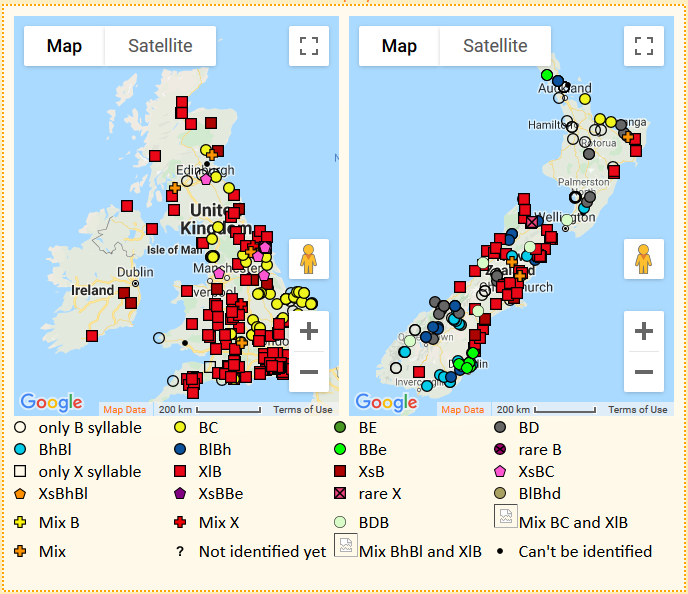 Map Satellite
Edinburgh
United
Kingdom
Isle of Man
Manchester
Dublin
Ireland
Google
Map Data 200 km Terms of Use
Map Satellite
Auckland
Hamilton
Rotorua
Palmerston
North
Wellington
Google
Map Data 200 km Terms of Use
only B syllable BC BE BD
BhBl BlBh BBe rare B
only X syllable XlB XsB XsBC
XsBhBl XsBBe rare X BlBhd
Mix B Mix X BDB Mix BC and XlB
Mix ? Not identified yet Mix BhBl and XlB Can't be identified